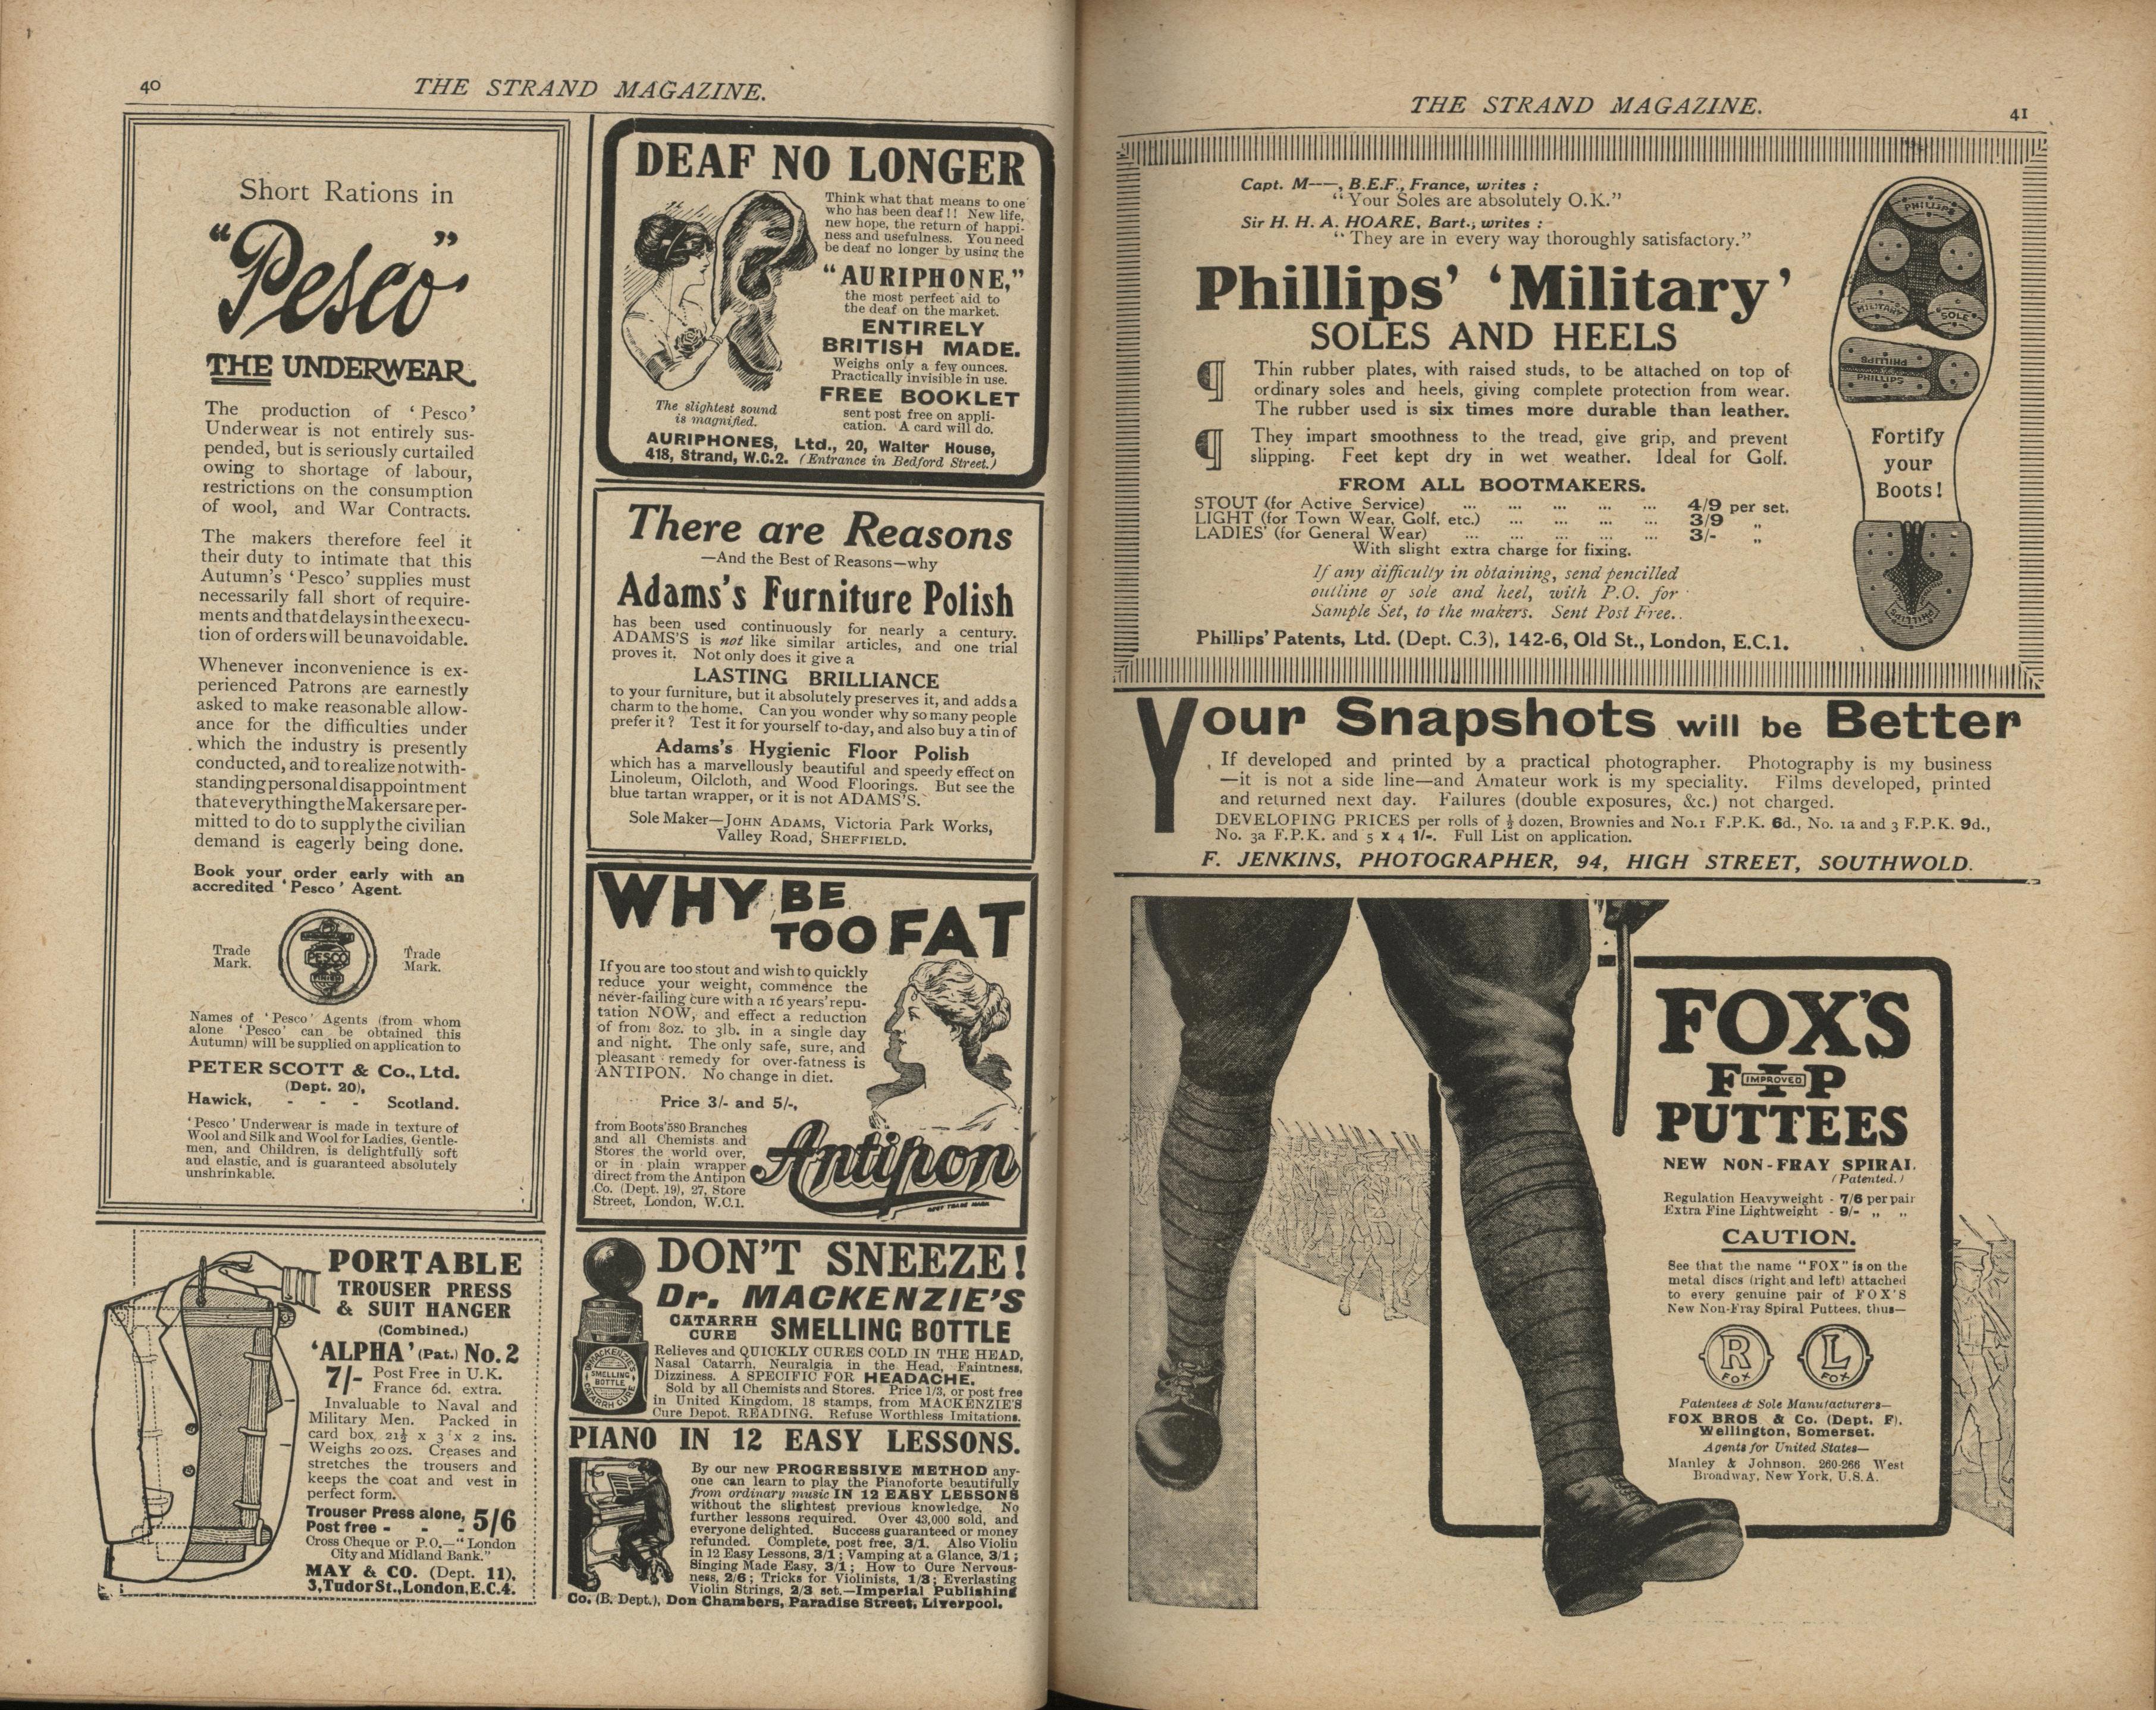 40
THE STRAND MAGAZINE.
Short Rations in
“Pesco”
THE UNDERWEAR
The production of ‘Pesco’
Underwear is not entirely sus-
pended, but is seriously curtailed
owing to shortage of labour,
restrictions on the consumption
of wool, and War Contracts.
The makers therefore feel it
their duty to intimate that this
Autumn's ‘Pesco’ supplies must
necessarily fall short of require-
ments and that delays in the execu-
tion of orders will be unavoidable.
Whenever inconvenience is ex-
perienced Patrons are earnestly
asked to make reasonable allow-
ance for the difficulties under
which the industry is presently
conducted, and to realize notwith-
standing personal disappointment
that everything the Makers are per-
mitted to do to supply the civilian
demand is eagerly being done.
Book your order early with an
accredited ‘Pesco’ Agent.
Trade
Mark.
PESCO
Trade
Mark.
Names of ‘Pesco’ Agents (from whom
alone ‘Pesco’ can be obtained this
Autumn) will be supplied on application to
PETER SCOTT & Co., Ltd.
(Dept. 20),
Hawick, - - - Scotland.
‘Pesco’ Underwear is made in texture of
Wool and Silk and Wool for Ladies, Gentle-
men, and Children, is delightfully soft
and elastic, and is guaranteed absolutely
unshrinkable.
PORTABLE
TROUSER PRESS
& SUIT HANGER
(Combined.)
‘ALPHA’ (Pat.) No. 2
7/- Post Free in U.K.
France 6d. extra.
Invaluable to Naval and
Military Men. Packed in
card box, 21½ x 3 x 2 ins.
Weighs 20 ozs. Creases and
stretches the trousers and
keeps the coat and vest in
perfect form.
Trouser Press alone,
Post free - - - 5/6
Cross Cheque or P.O.—“London
City and Midland Bank.”
MAY & CO. (Dept. 11),
3, Tudor St., London, E.C.4.
DEAF NO LONGER
Think what that means to one
who has been deaf!! New life,
new hope, the return of happi-
ness and usefulness. You need
be deaf no longer by using the
“AURIPHONE,”
the most perfect aid to
the deaf on the market.
ENTIRELY
BRITISH MADE.
Weighs only a few ounces.
Practically invisible in use.
FREE BOOKLET
sent post free on appli-
cation. A card will do.
The slightest sound
is magnified.
AURIPHONES, Ltd., 20, Walter House,
418, Strand, W.C.2. (Entrance in Bedford Street.)
There are Reasons
—And the Best of Reasons—why
Adams's Furniture Polish
has been used continuously for nearly a century.
ADAMS'S is not like similar articles, and one trial
proves it. Not only does it give a
LASTING BRILLIANCE
to your furniture, but it absolutely preserves it, and adds a
charm to the home. Can you wonder why so many people
prefer it? Test it for yourself to-day, and also buy a tin of
Adams's Hygienic Floor Polish
which has a marvellously beautiful and speedy effect on
Linoleum, Oilcloth, and Wood Floorings. But see the
blue tartan wrapper, or it is not ADAMS'S.
Sole Maker—JOHN ADAMS, Victoria Park Works,
Valley Road, SHEFFIELD.
WHY BE
TOO FAT
If you are too stout and wish to quickly
reduce your weight, commence the
never-failing cure with a 16 years' repu-
tation NOW, and effect a reduction
of from 8oz. to 3lb. in a single day
and night. The only safe, sure, and
pleasant remedy for over-fatness is
ANTIPON. No change in diet.
Price 3/- and 5/-,
from Boots' 580 Branches
and all Chemists and
Stores the world over,
or in plain wrapper
direct from the Antipon
Co. (Dept. 19), 27, Store
Street, London, W.C.1.
Antipon
DON'T SNEEZE!
Dr. MACKENZIE'S
CATARRH
CURE SMELLING BOTTLE
Dr MACKENZIE'S
SMELLING
BOTTLE
CATARRH CURE
Relieves and QUICKLY CURES COLD IN THE HEAD,
Nasal Catarrh, Neuralgia in the Head, Faintness,
Dizziness. A SPECIFIC FOR HEADACHE.
Sold by all Chemists and Stores. Price 1/3, or post free
in United Kingdom, 18 stamps, from MACKENZIE'S
Cure Depot, READING. Refuse Worthless Imitations.
PIANO IN 12 EASY LESSONS.
By our new PROGRESSIVE METHOD any-
one can learn to play the Pianoforte beautifully
from ordinary music IN 12 EASY LESSONS
without the slightest previous knowledge. No
further lessons required. Over 43,000 sold, and
everyone delighted. Success guaranteed or money
refunded. Complete, post free, 3/1. Also Violin
in 12 Easy Lessons, 3/1; Vamping at a Glance, 3/1;
Singing Made Easy, 3/1; How to Cure Nervous-
ness, 2/6; Tricks for Violinists, 1/3; Everlasting
Violin Strings, 2/3 set.—Imperial Publishing
Co. (B. Dept.), Don Chambers, Paradise Street, Liverpool.
THE STRAND MAGAZINE.
41
Capt. M——, B.E.F., France, writes :
“Your Soles are absolutely O.K.”
Sir H. H. A. HOARE, Bart., writes :
“They are in every way thoroughly satisfactory.”
Phillips' ‘Military’
SOLES AND HEELS
¶ Thin rubber plates, with raised studs, to be attached on top of
ordinary soles and heels, giving complete protection from wear.
The rubber used is six times more durable than leather.
¶ They impart smoothness to the tread, give grip, and prevent
slipping. Feet kept dry in wet weather. Ideal for Golf.
FROM ALL BOOTMAKERS.
STOUT (for Active Service) ... ... ... ... ... 4/9 per set.
LIGHT (for Town Wear, Golf, etc.) ... ... ... ... 3/9 „
LADIES' (for General Wear) ... ... ... ... ... 3/- „
With slight extra charge for fixing.
If any difficulty in obtaining, send pencilled
outline of sole and heel, with P.O. for
Sample Set, to the makers. Sent Post Free.
Phillips' Patents, Ltd. (Dept. C.3), 142-6, Old St., London, E.C.1.
PHILLIPS
MILITARY
SOLE
PHILLIPS
PHILLIPS
Fortify
your
Boots!
PHILLIPS
Your Snapshots will be Better
If developed and printed by a practical photographer. Photography is my business
—it is not a side line—and Amateur work is my speciality. Films developed, printed
and returned next day. Failures (double exposures, &c.) not charged.
DEVELOPING PRICES per rolls of ½ dozen, Brownies and No.1 F.P.K. 6d., No. 1a and 3 F.P.K. 9d.,
No. 3a F.P.K. and 5 x 4 1/-. Full List on application.
F. JENKINS, PHOTOGRAPHER, 94, HIGH STREET, SOUTHWOLD.
FOX'S
F.I.P
IMPROVED
PUTTEES
NEW NON-FRAY SPIRAL
(Patented.)
Regulation Heavyweight - 7/6 per pair
Extra Fine Lightweight - 9/- „ „
CAUTION.
See that the name “FOX” is on the
metal discs (right and left) attached
to every genuine pair of FOX'S
New Non-Fray Spiral Puttees, thus—
R
FOX
L
FOX
Patentees & Sole Manufacturers—
FOX BROS & Co. (Dept. F),
Wellington, Somerset.
Agents for United States—
Manley & Johnson, 260-266 West
Broadway, New York, U.S.A.